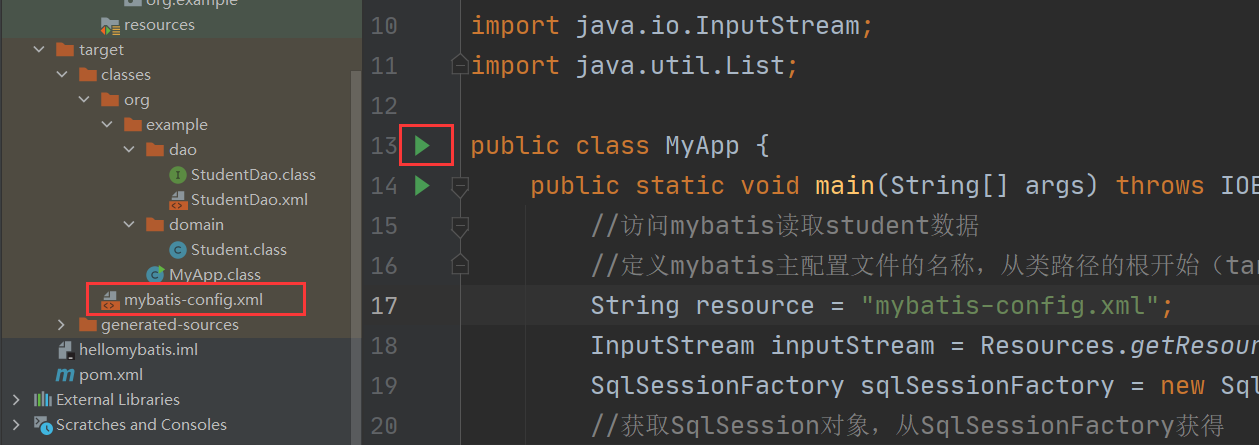 org.example
resources
target
classes
org
example
dao
StudentDao.class
StudentDao.xml
domain
Student.class
MyApp.class
mybatis-config.xml
generated-sources
hellomybatis.iml
pom.xml
External Libraries
Scratches and Consoles
10 import java.io.InputStream;
11 import java.util.List;
12
13 public class MyApp {
14 public static void main(String[] args) throws IOE
15 //访问mybatis读取student数据
16 //定义mybatis主配置文件的名称，从类路径的根开始（tar
17 String resource = "mybatis-config.xml";
18 InputStream inputStream = Resources.getResour
19 SqlSessionFactory sqlSessionFactory = new Sql
20 //获取SqlSession对象，从SqlSessionFactory获得